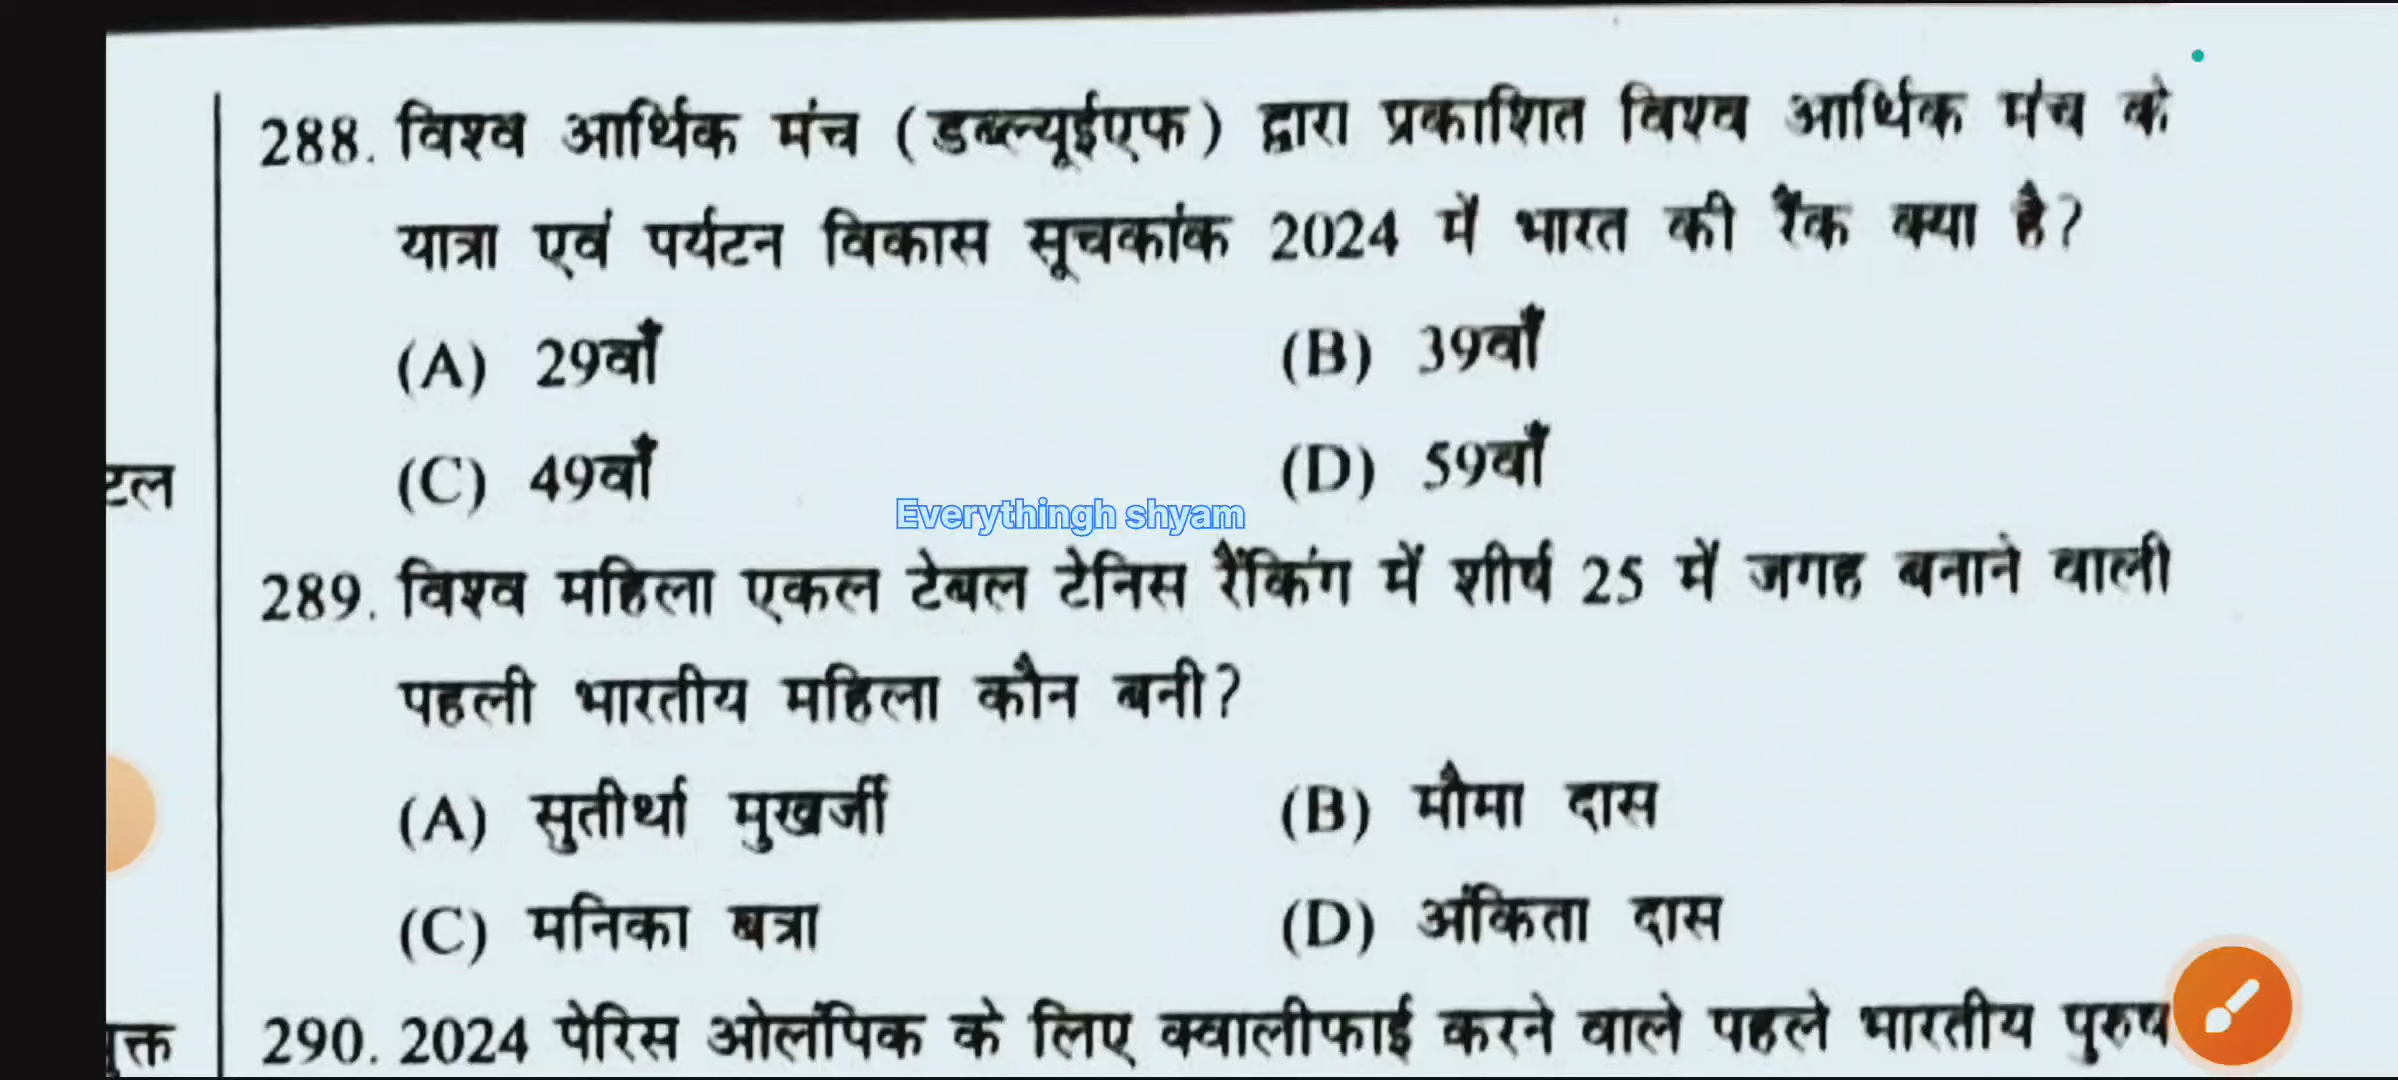 288. विश्व आर्थिक मंच (डब्ल्यूईएफ) द्वारा प्रकाशित विश्व आर्थिक मंच के
यात्रा एवं पर्यटन विकास सूचकांक 2024 में भारत की रैंक क्या है?
(A) 29वाँ (B) 39वाँ
(C) 49वाँ (D) 59वाँ
टल
Everythingh shyam
289. विश्व महिला एकल टेबल टेनिस रैंकिंग में शीर्ष 25 में जगह बनाने वाली
पहली भारतीय महिला कौन बनी?
(A) सुतीर्था मुखर्जी (B) मौमा दास
(C) मनिका बत्रा (D) अंकिता दास
290. 2024 पेरिस ओलंपिक के लिए क्वालीफाई करने वाले पहले भारतीय पुरुष